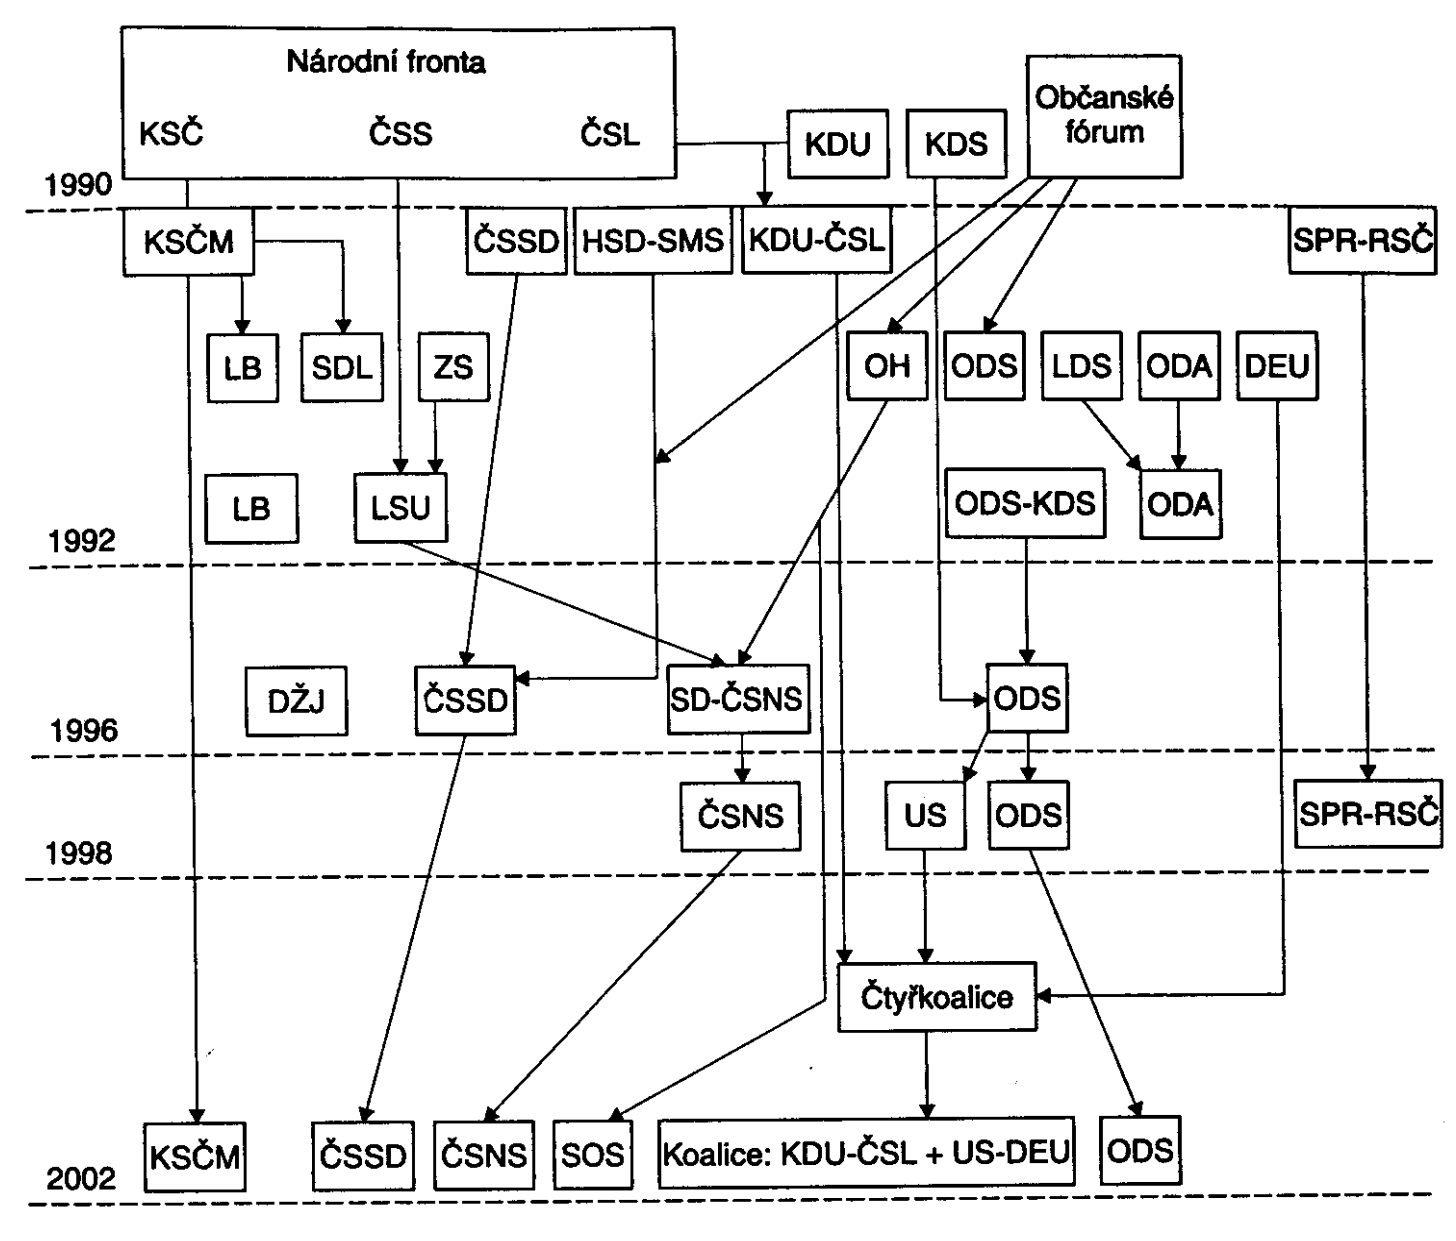 Národní fronta
KSČ ČSS ČSL
KDU
KDS
Občanské
fórum
1990
KSČM
ČSSD
HSD-SMS
KDU-ČSL
SPR-RSČ
LB
SDL
ZS
OH
ODS
LDS
ODA
DEU
LB
LSU
ODS-KDS
ODA
1992
DŽJ
ČSSD
SD-ČSNS
ODS
1996
ČSNS
US
ODS
SPR-RSČ
1998
Čtyřkoalice
KSČM
ČSSD
ČSNS
SOS
Koalice: KDU-ČSL + US-DEU
ODS
2002